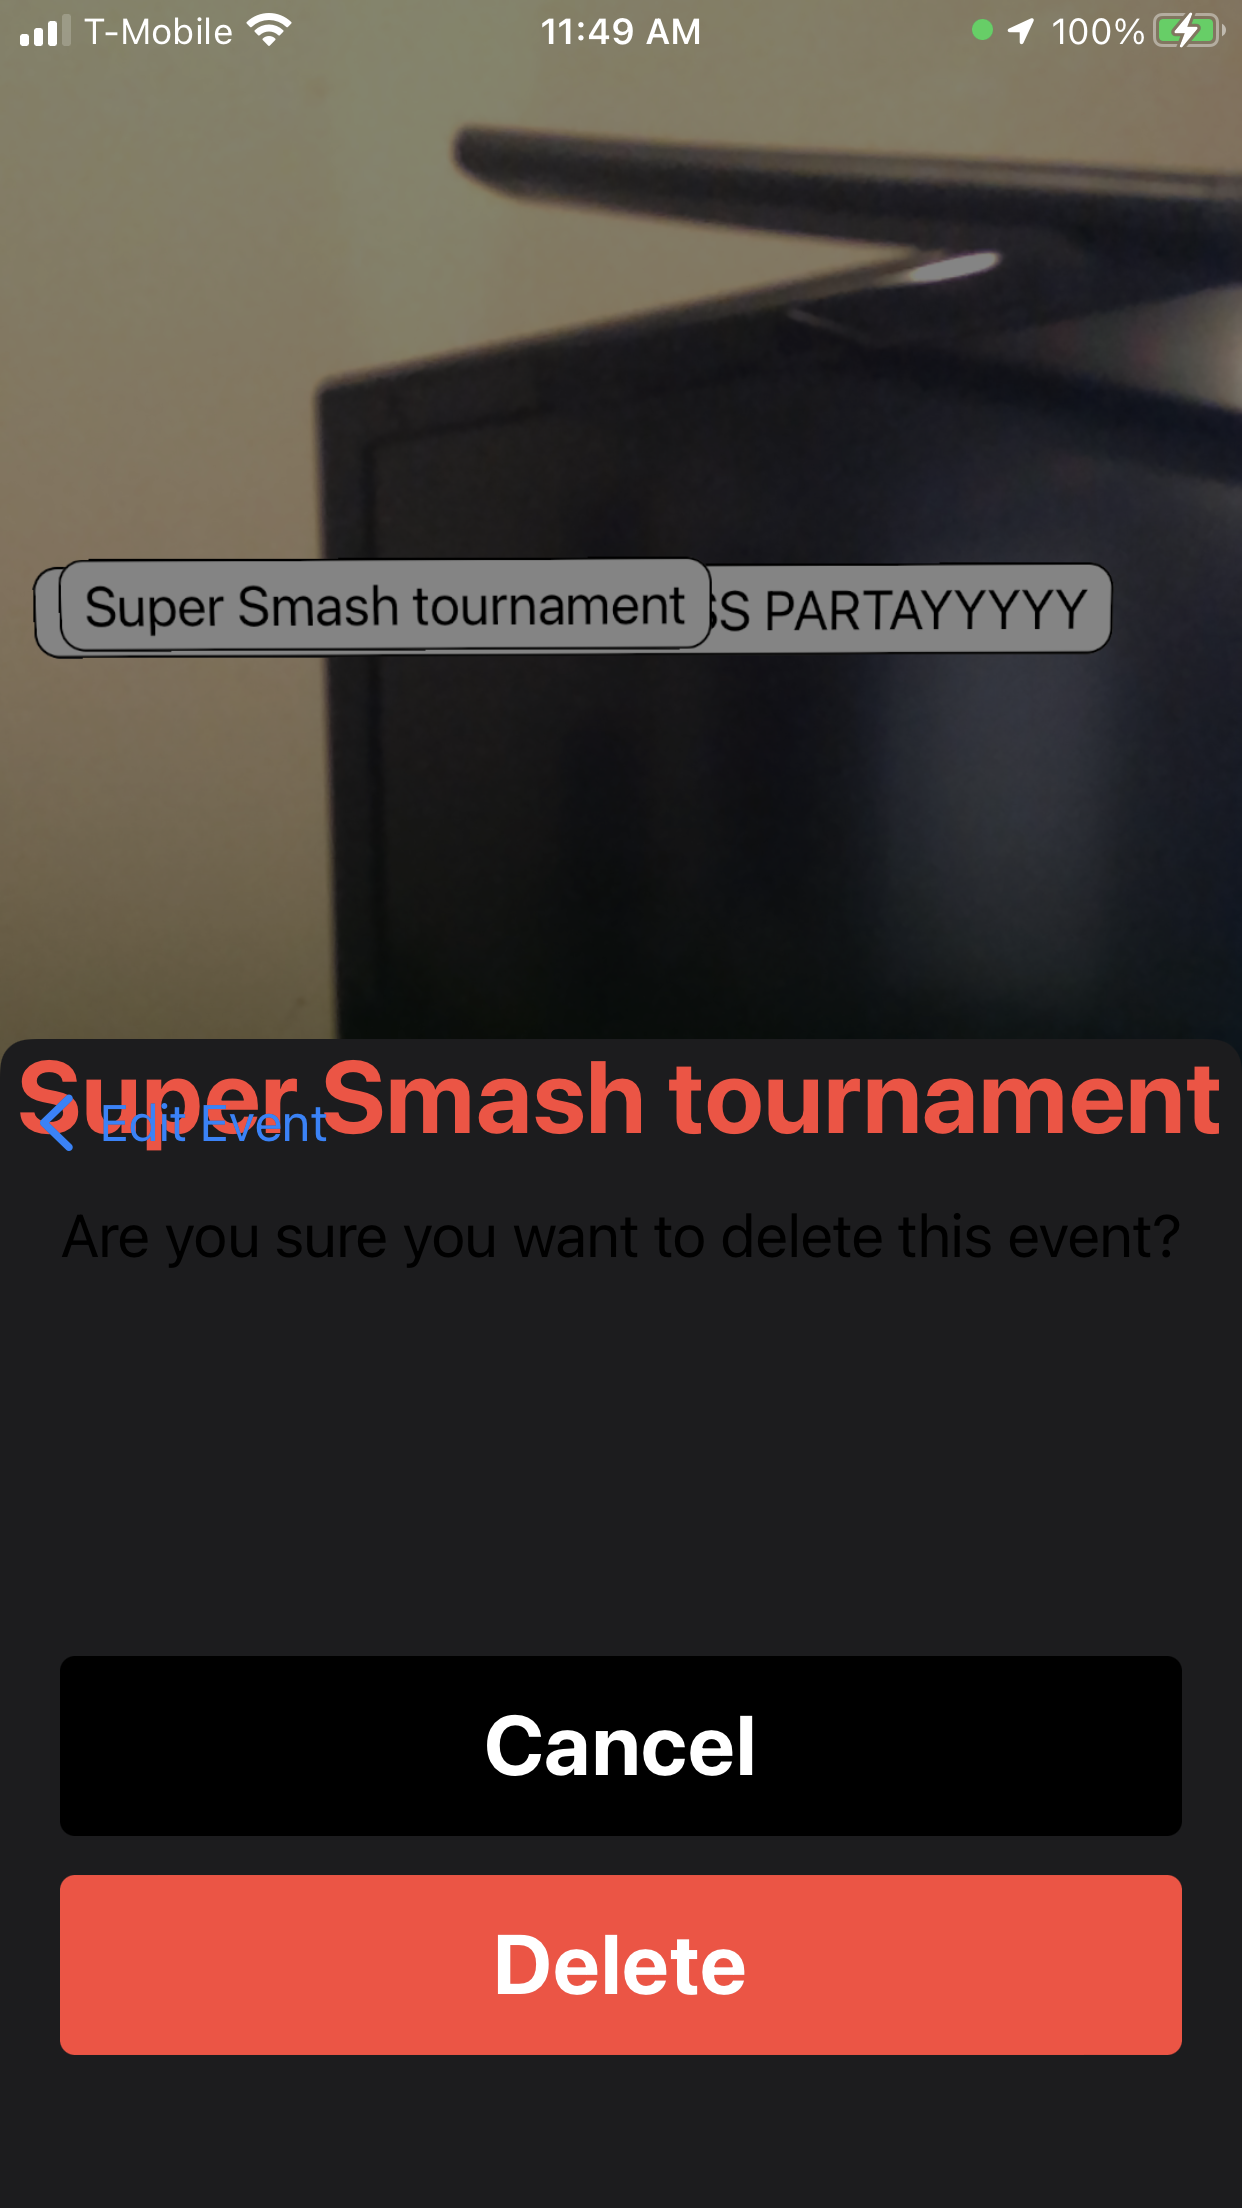 T-Mobile 11:49 AM 100%
Super Smash tournament
SS PARTAYYYYY
Super Smash tournament
Edit Event
Are you sure you want to delete this event?
Cancel
Delete